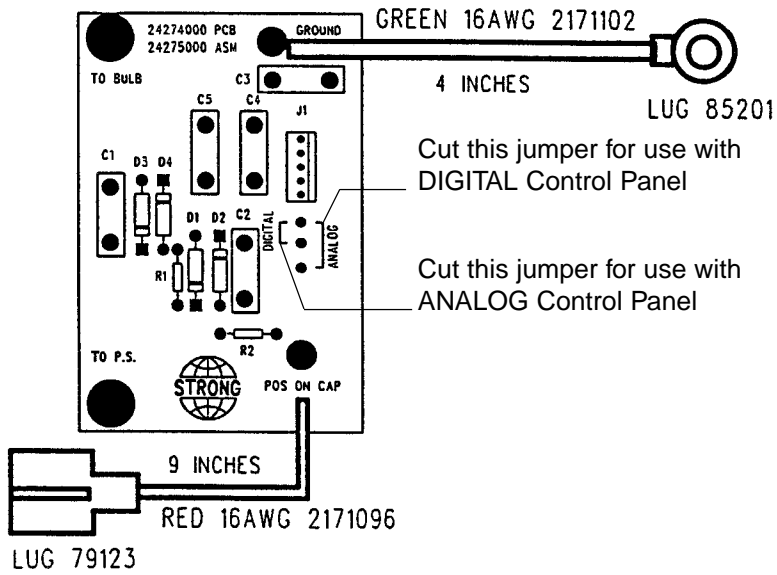 GREEN 16AWG 2171102
24274000 PCB
24275000 ASM
GROUND
TO BULB
C3
4 INCHES
LUG 85201
C5
C4
J1
Cut this jumper for use with
DIGITAL Control Panel
C1
D3
D4
D1
D2
C2
DIGITAL
ANALOG
R1
Cut this jumper for use with
ANALOG Control Panel
R2
TO P.S.
STRONG
POS ON CAP
9 INCHES
RED 16AWG 2171096
LUG 79123